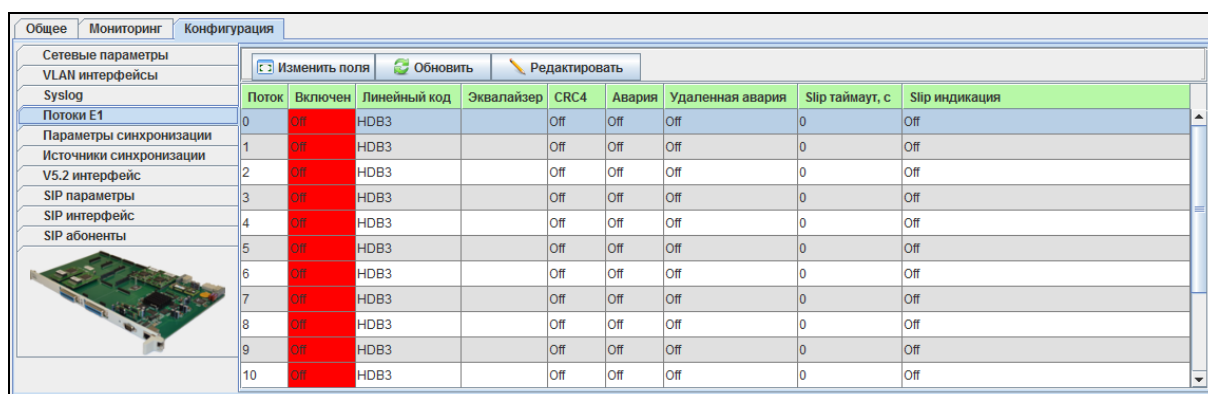 Общее Мониторинг Конфигурация
Сетевые параметры
VLAN интерфейсы
Syslog
Потоки E1
Параметры синхронизации
Источники синхронизации
V5.2 интерфейс
SIP параметры
SIP интерфейс
SIP абоненты
Изменить поля Обновить Редактировать
Поток Включен Линейный код Эквалайзер CRC4 Авария Удаленная авария Slip таймаут, с Slip индикация
0 Off HDB3 Off Off Off 0 Off
1 Off HDB3 Off Off Off 0 Off
2 Off HDB3 Off Off Off 0 Off
3 Off HDB3 Off Off Off 0 Off
4 Off HDB3 Off Off Off 0 Off
5 Off HDB3 Off Off Off 0 Off
6 Off HDB3 Off Off Off 0 Off
7 Off HDB3 Off Off Off 0 Off
8 Off HDB3 Off Off Off 0 Off
9 Off HDB3 Off Off Off 0 Off
10 Off HDB3 Off Off Off 0 Off